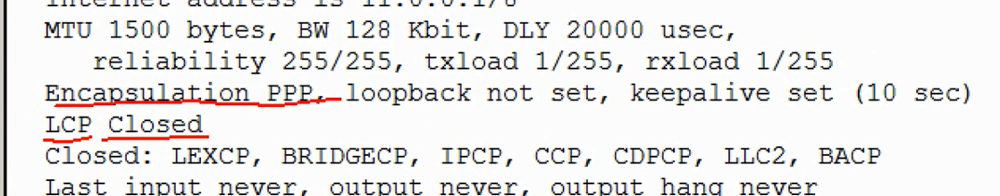 Internet address is 11.0.0.1/8
MTU 1500 bytes, BW 128 Kbit, DLY 20000 usec,
reliability 255/255, txload 1/255, rxload 1/255
Encapsulation PPP, loopback not set, keepalive set (10 sec)
LCP Closed
Closed: LEXCP, BRIDGECP, IPCP, CCP, CDPCP, LLC2, BACP
Last input never, output never, output hang never